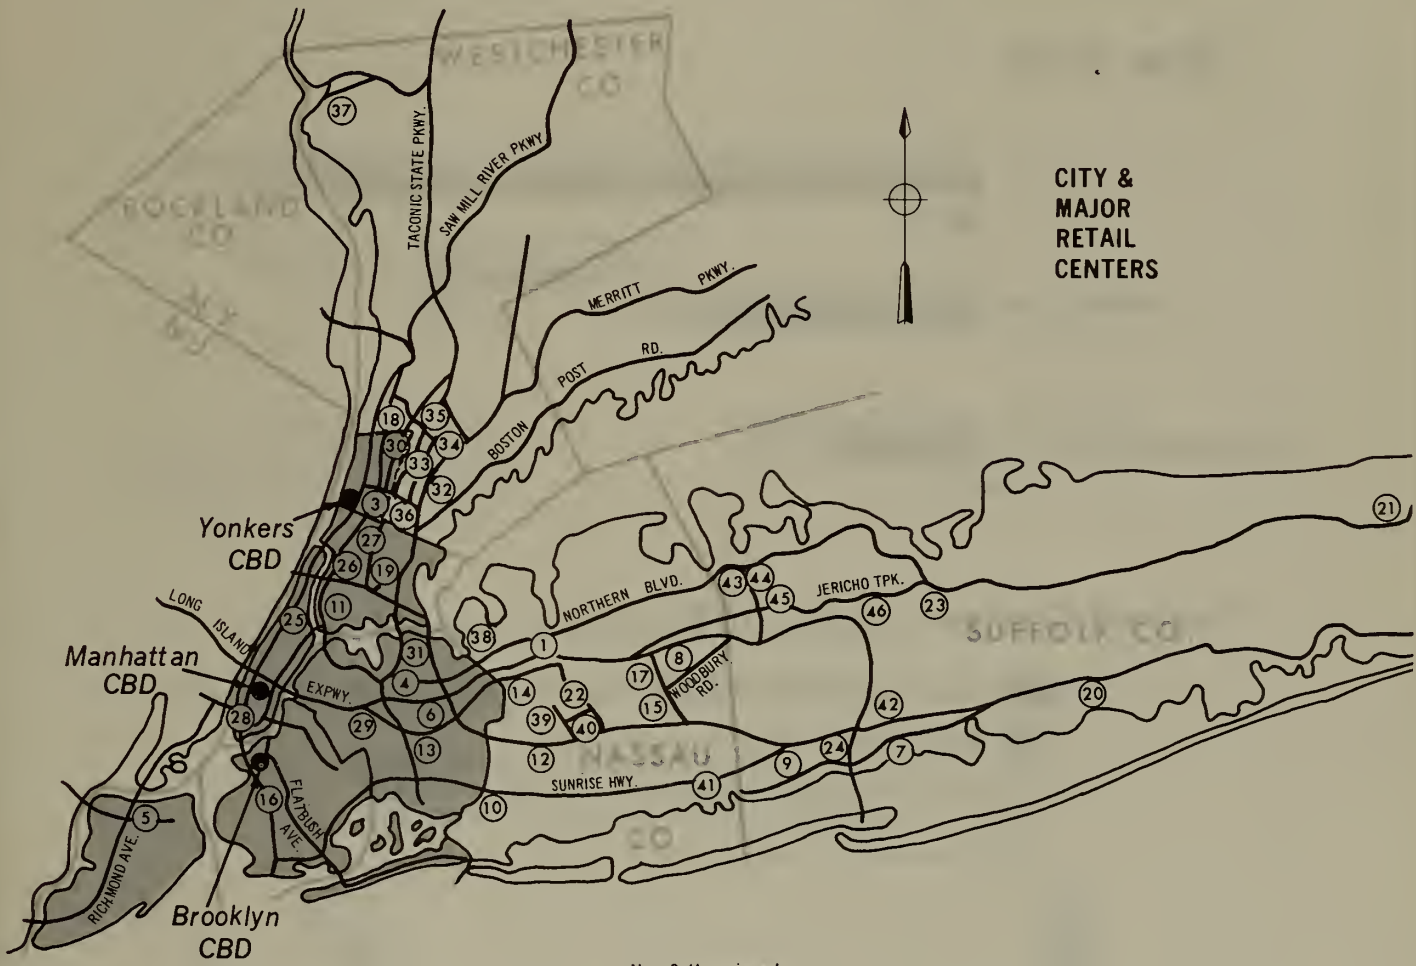 WESTCHESTER
CO
37
TACONIC STATE PKWY.
SAW MILL RIVER PKWY
CITY &
MAJOR
RETAIL
CENTERS
ROCKLAND
CO
N.Y.
N.J.
MERRITT PKWY.
BOSTON POST RD.
18
35
30
34
33
32
3
36
Yonkers
CBD
27
26
19
21
LONG ISLAND EXPWY.
11
25
NORTHERN BLVD.
43
44
45
JERICHO TPK.
46
23
38
1
31
SUFFOLK CO.
Manhattan
CBD
4
17
8
WOODBURY
RD.
14
22
15
20
28
29
6
39
40
42
13
12
NASSAU
CO
24
7
9
SUNRISE HWY.
41
16
10
FLATBUSH
AVE.
5
RICHMOND AVE.
Brooklyn
CBD